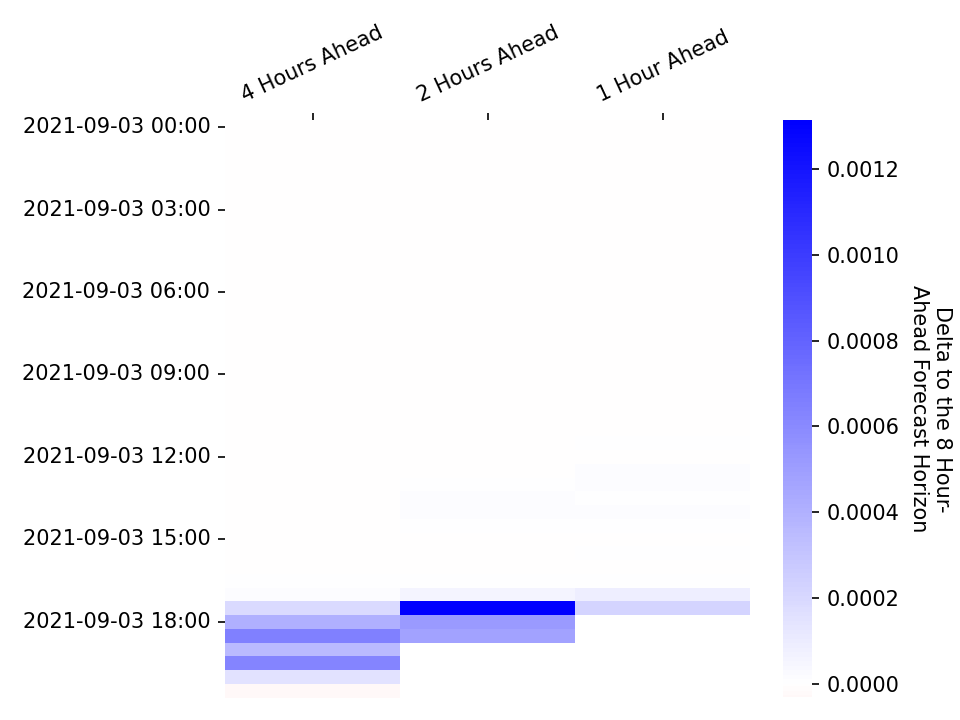 4 Hours Ahead
2 Hours Ahead
1 Hour Ahead
2021-09-03 00:00
2021-09-03 03:00
2021-09-03 06:00
2021-09-03 09:00
2021-09-03 12:00
2021-09-03 15:00
2021-09-03 18:00
0.0012
0.0010
0.0008
0.0006
0.0004
0.0002
0.0000
Delta to the 8 Hour-
Ahead Forecast Horizon